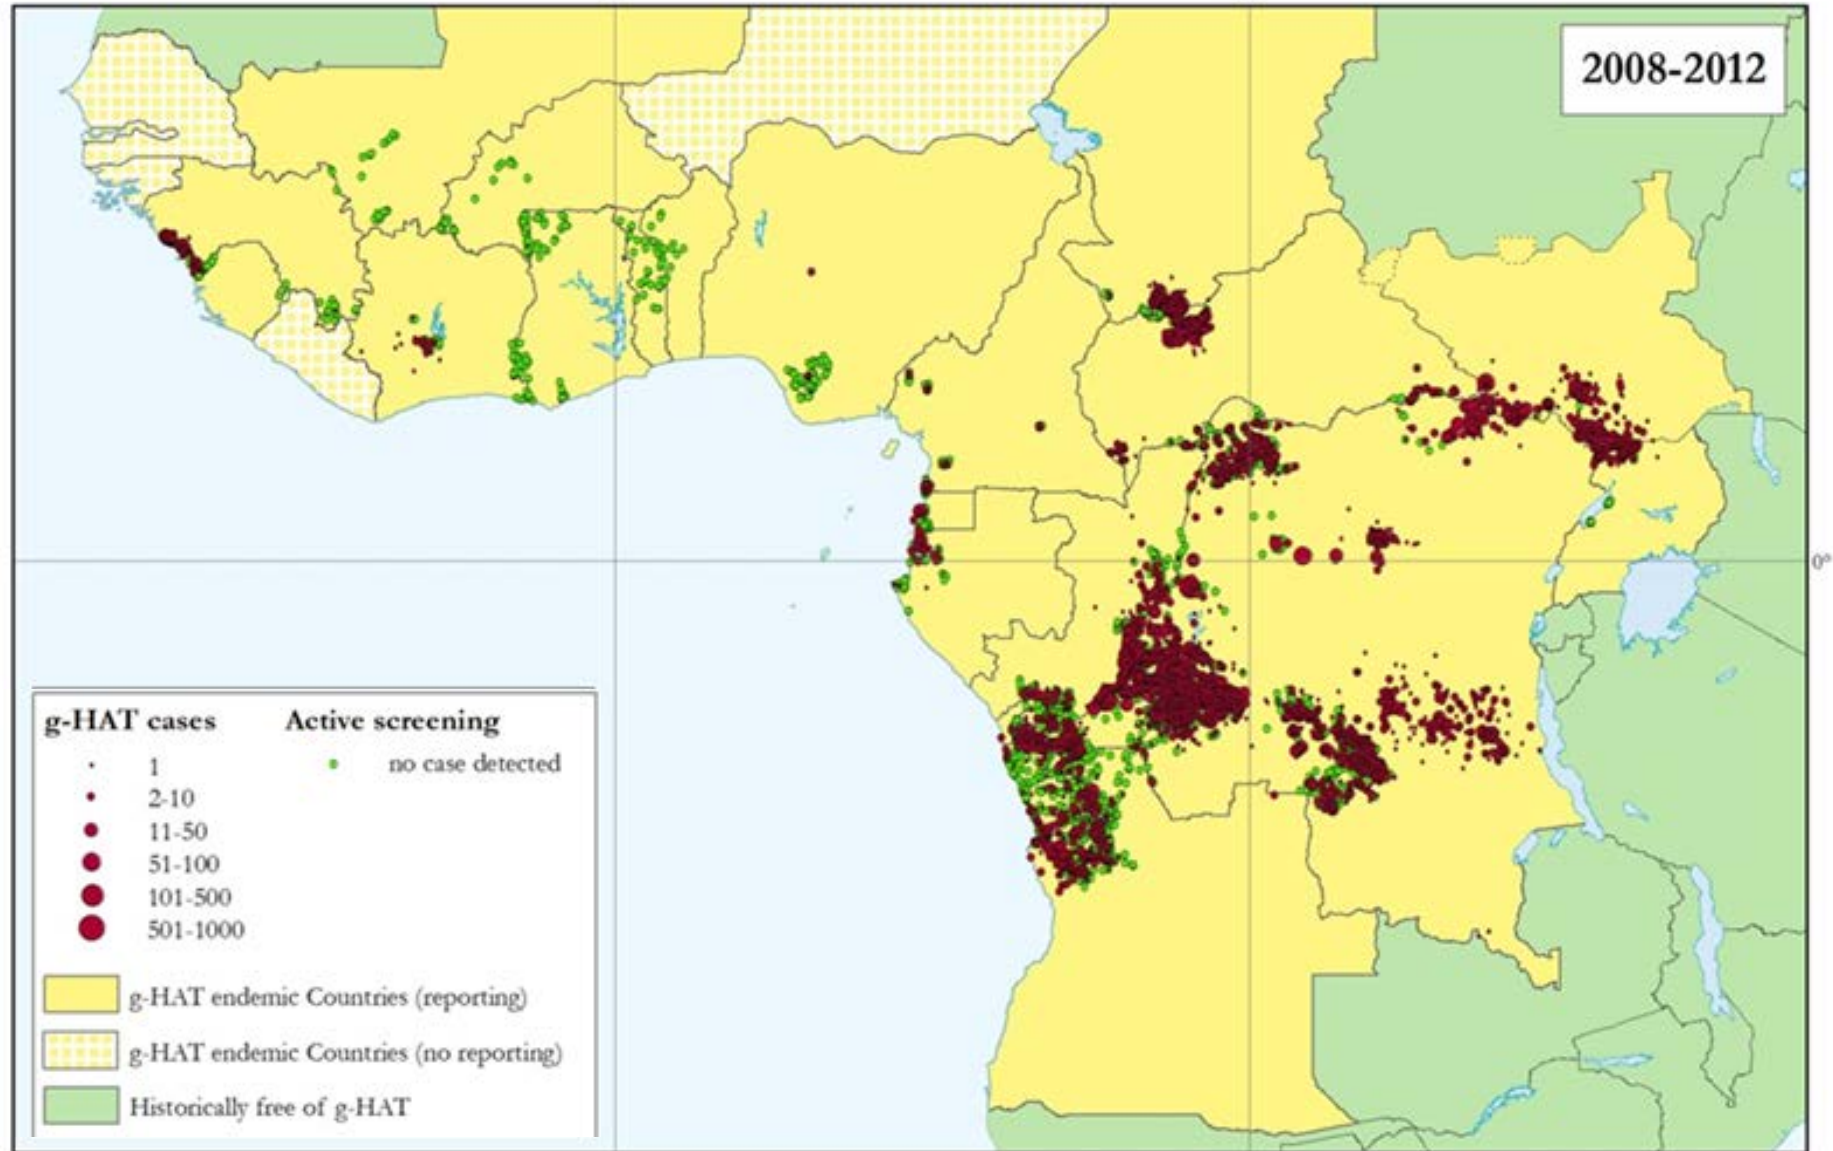 2008-2012
0°
g-HAT cases
Active screening
1
no case detected
2-10
11-50
51-100
101-500
501-1000
g-HAT endemic Countries (reporting)
g-HAT endemic Countries (no reporting)
Historically free of g-HAT